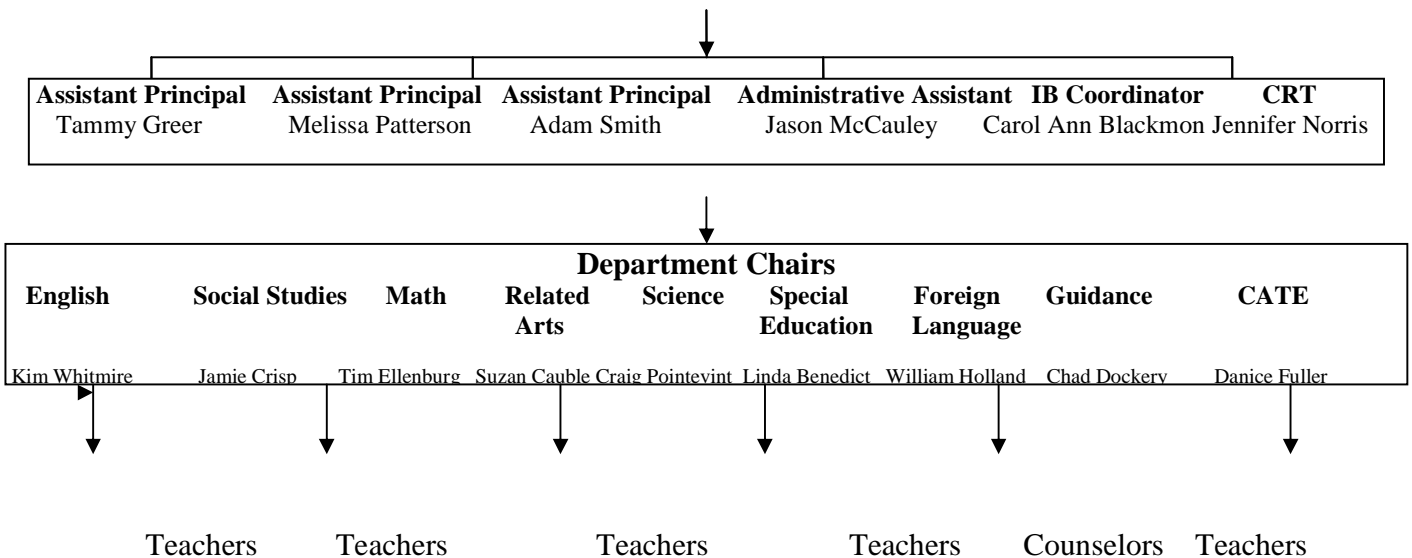 Assistant Principal Assistant Principal Assistant Principal Administrative Assistant IB Coordinator CRT
Tammy Greer Melissa Patterson Adam Smith Jason McCauley Carol Ann Blackmon Jennifer Norris
Department Chairs
English Social Studies Math Related Science Special Foreign Guidance CATE
Arts Education Language
Kim Whitmire Jamie Crisp Tim Ellenburg Suzan Cauble Craig Pointevint Linda Benedict William Holland Chad Dockery Danice Fuller
Teachers Teachers Teachers Teachers Counselors Teachers